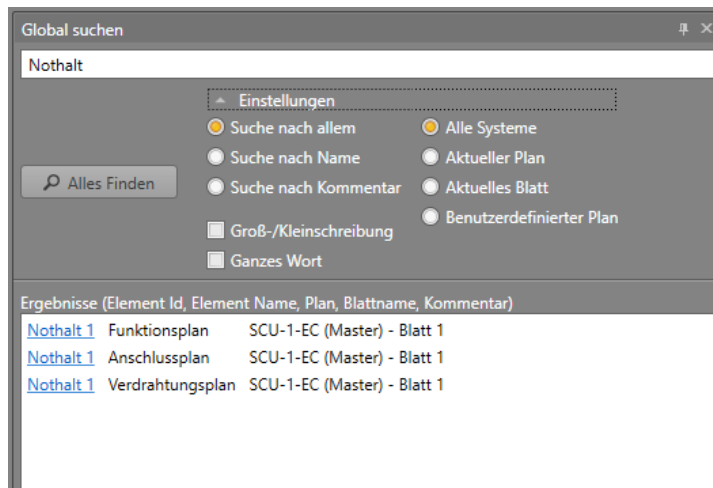 Global suchen
Nothalt
Einstellungen
Suche nach allem Alle Systeme
Suche nach Name Aktueller Plan
Alles Finden Suche nach Kommentar Aktuelles Blatt
Benutzerdefinierter Plan
Groß-/Kleinschreibung
Ganzes Wort
Ergebnisse (Element Id, Element Name, Plan, Blattname, Kommentar)
Nothalt 1 Funktionsplan SCU-1-EC (Master) - Blatt 1
Nothalt 1 Anschlussplan SCU-1-EC (Master) - Blatt 1
Nothalt 1 Verdrahtungsplan SCU-1-EC (Master) - Blatt 1